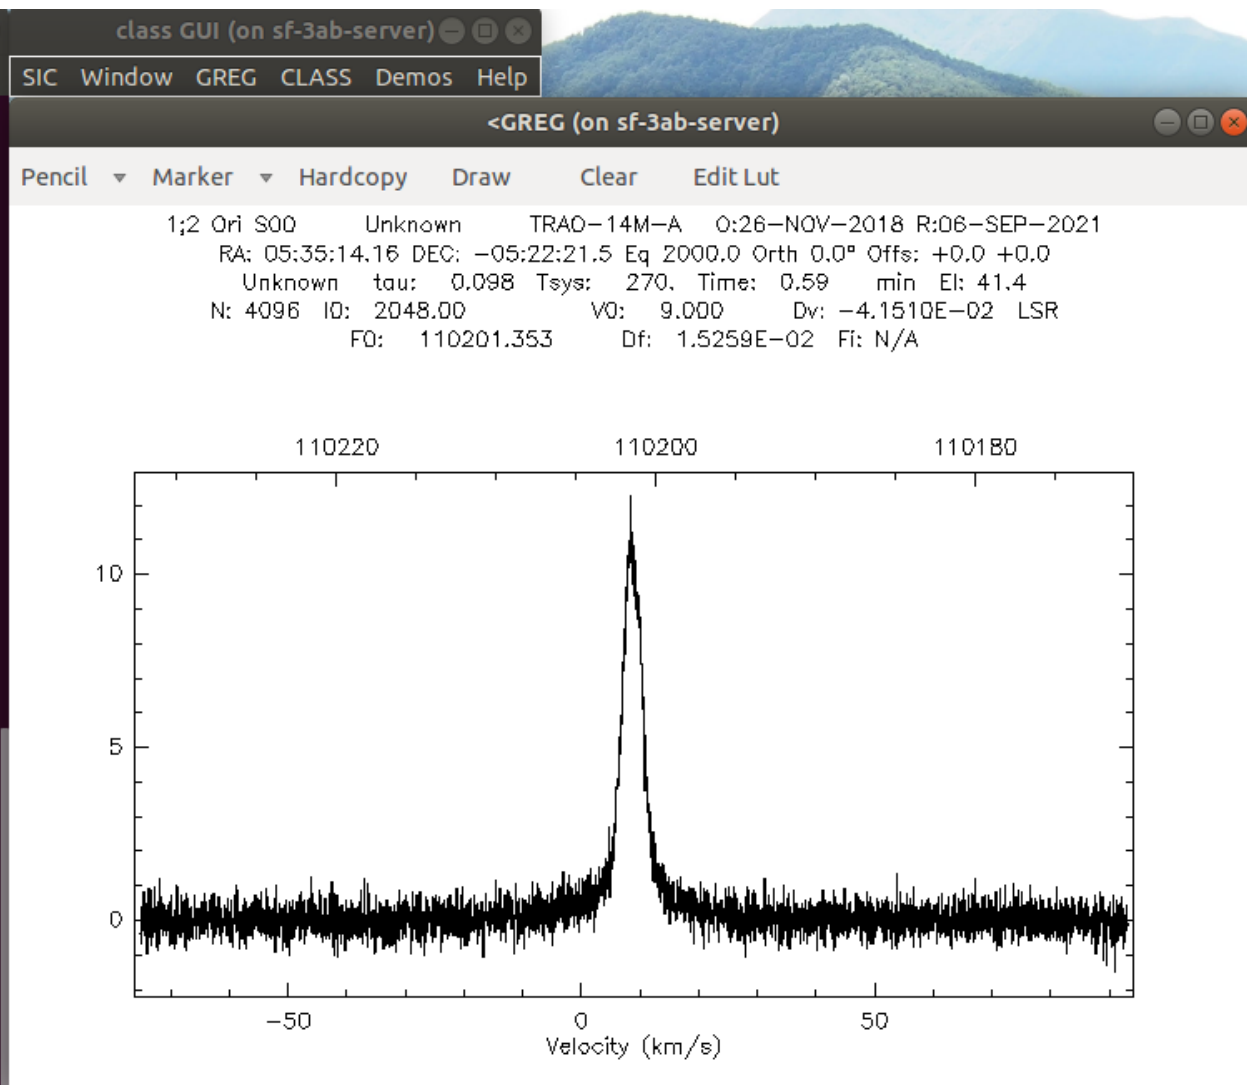 class GUI (on sf-3ab-server)
SIC Window GREG CLASS Demos Help
<GREG (on sf-3ab-server)
Pencil Marker Hardcopy Draw Clear Edit Lut
1;2 Ori S00 Unknown TRAO-14M-A O:26-NOV-2018 R:06-SEP-2021
RA: 05:35:14.16 DEC: -05:22:21.5 Eq 2000.0 Orth 0.0° Offs: +0.0 +0.0
Unknown tau: 0.098 Tsys: 270. Time: 0.59 min El: 41.4
N: 4096 I0: 2048.00 V0: 9.000 Dv: -4.1510E-02 LSR
F0: 110201.353 Df: 1.5259E-02 Fi: N/A
110220 110200 110180
10
5
0
-50 0 50
Velocity (km/s)